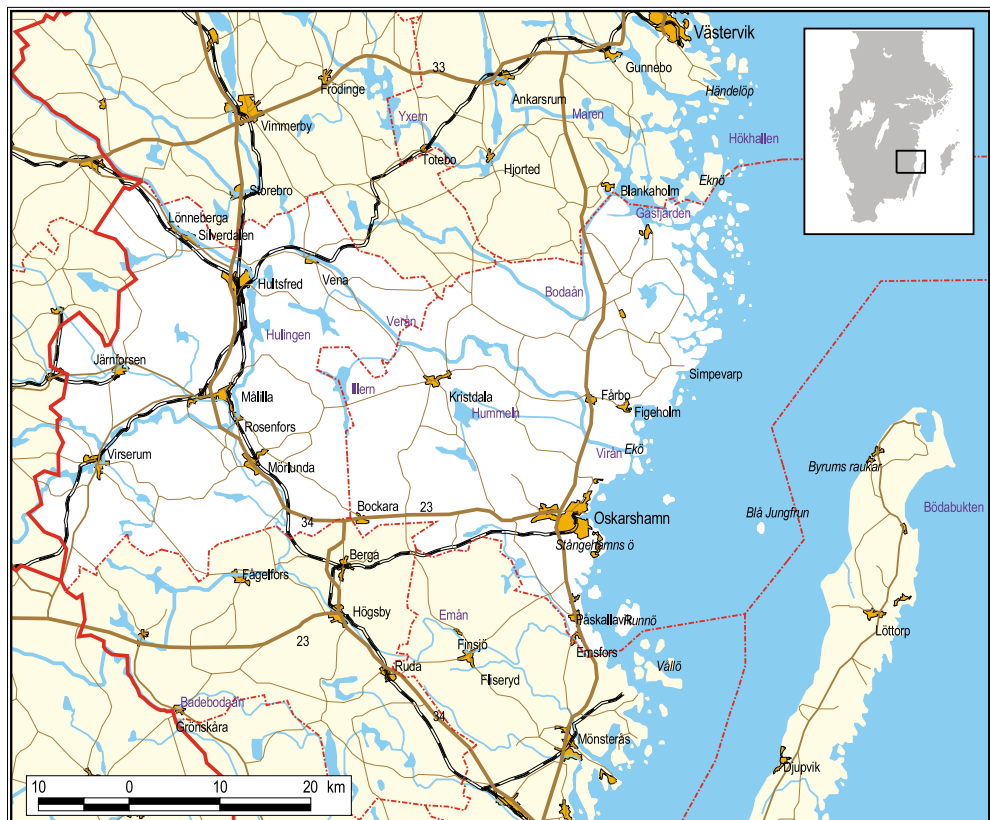 Västervik
Gunnebo
33
Frödinge
Ankarsrum
Händelöp
Yxern
Maren
Vimmerby
Hökhallen
Totebo
Hjorted
Eknö
Storebro
Blankaholm
Lönneberga
Gåsfjärden
Silverdalen
Hultsfred
Vena
Bodaån
Verån
Hulingen
Järnforsen
Simpevarp
Illern
Målilla
Kristdala
Fårbo
Hummeln
Figeholm
Rosenfors
Virserum
Virån
Ekö
Mörlunda
Byrums raukar
Bockara
23
Blå Jungfrun
Bödabukten
34
Oskarshamn
Stångehamns ö
Berga
Fågelfors
Högsby
Emån
Påskallavik
Runnö
Löttorp
23
Finsjö
Emsfors
Ruda
Fliseryd
Vållö
Badebodaån
34
Grönskåra
Mönsterås
Djupvik
10 0 10 20 km